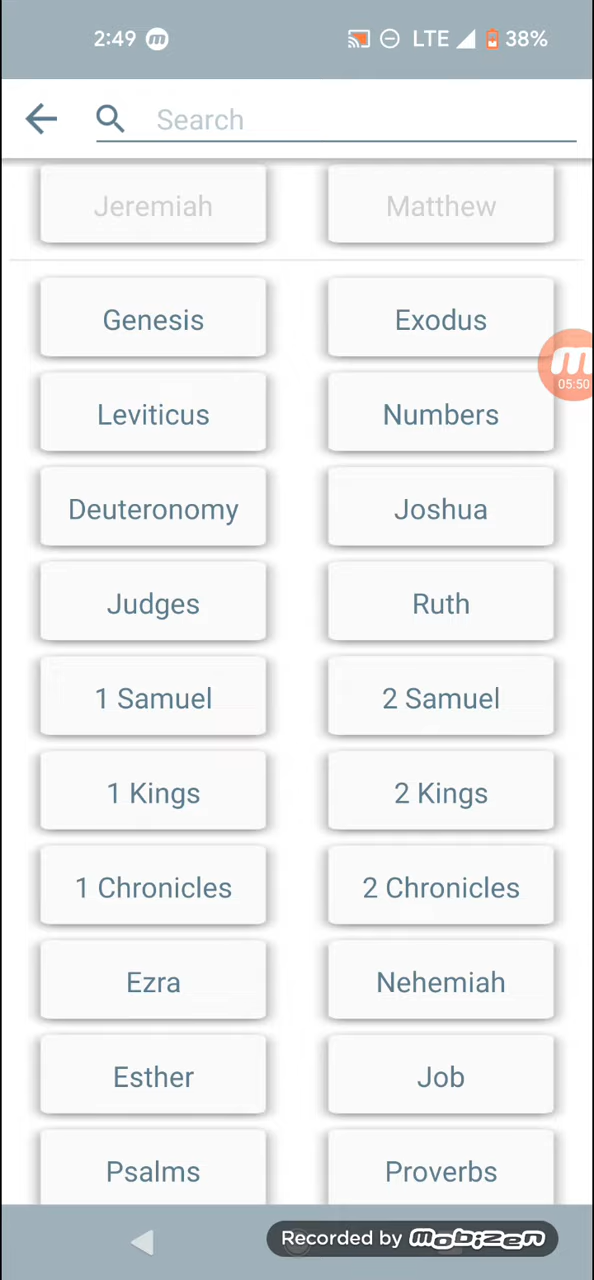 2:49 m LTE 38%
Search
Jeremiah Matthew
Genesis Exodus
m
05:50
Leviticus Numbers
Deuteronomy Joshua
Judges Ruth
1 Samuel 2 Samuel
1 Kings 2 Kings
1 Chronicles 2 Chronicles
Ezra Nehemiah
Esther Job
Psalms Proverbs
Recorded by mobizen